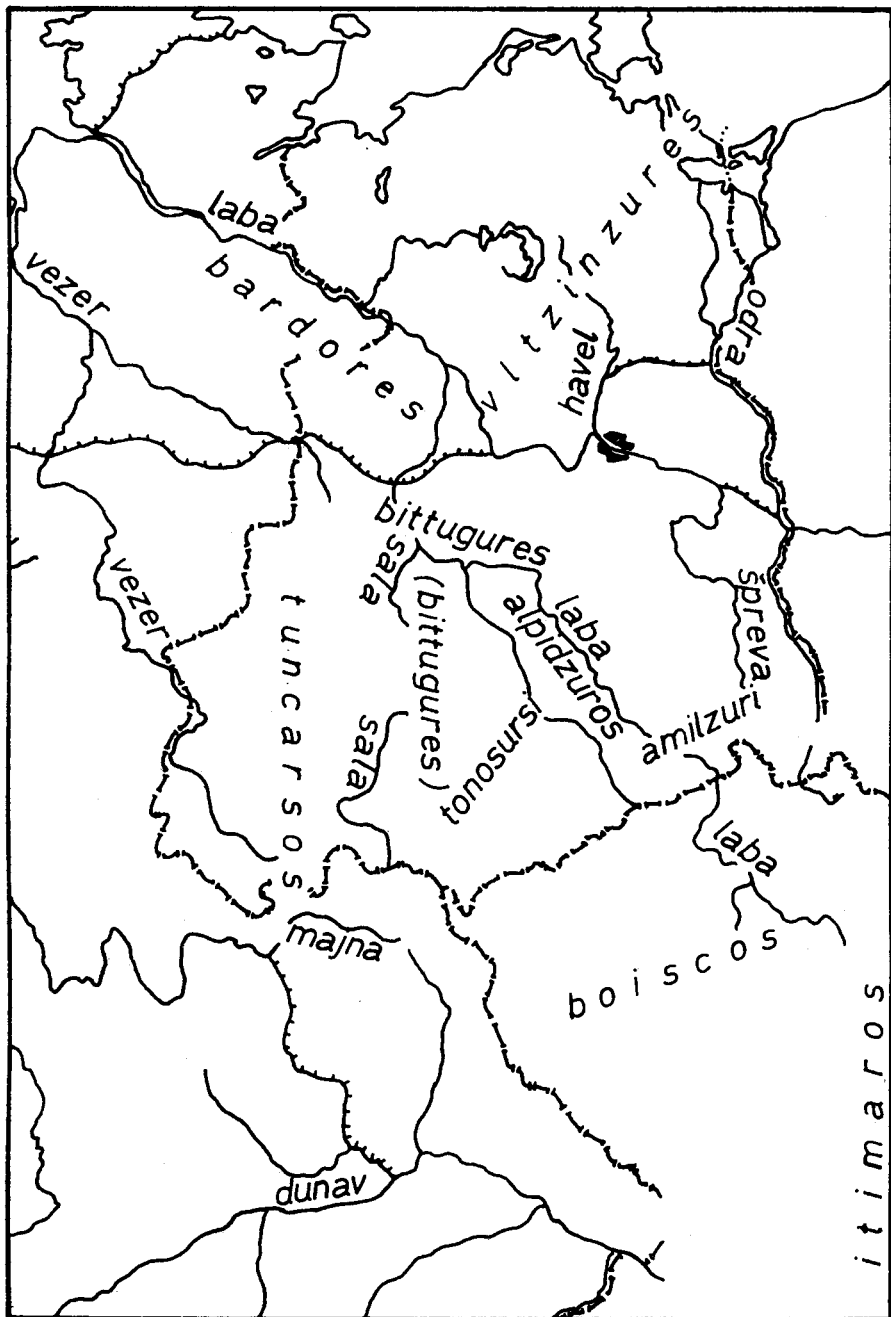 laba
vezer
bardores
vltzinzures
odra
havel
bittugures
sala
(bittugures)
laba
alpidzuros
špreva
vezer
tuncarsos
sala
tonosursi
amilzuri
laba
majna
boiscos
itimaros
dunav